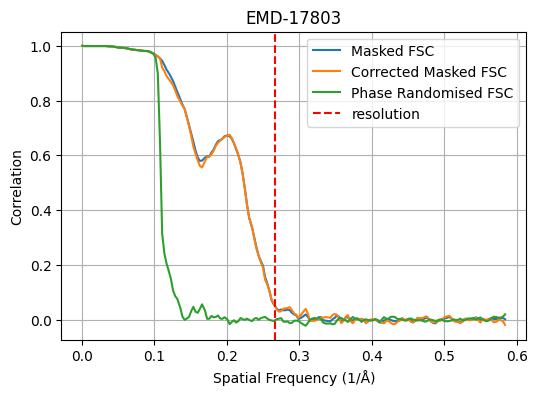 EMD-17803
Masked FSC
Corrected Masked FSC
Phase Randomised FSC
resolution
Correlation
1.0
0.8
0.6
0.4
0.2
0.0
0.0 0.1 0.2 0.3 0.4 0.5 0.6
Spatial Frequency (1/Å)